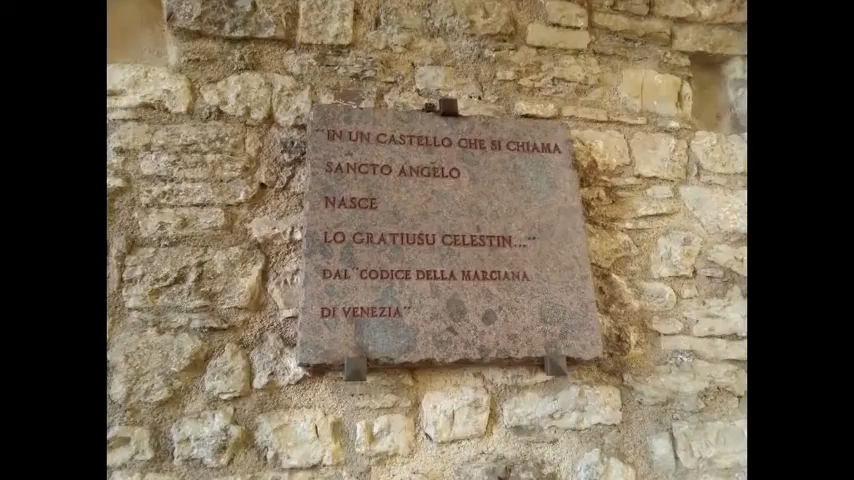 "IN UN CASTELLO CHE SI CHIAMA
SANCTO ANGELO
NASCE
LO GRATIUSU CELESTIN..."
DAL "CODICE DELLA MARCIANA
DI VENEZIA"